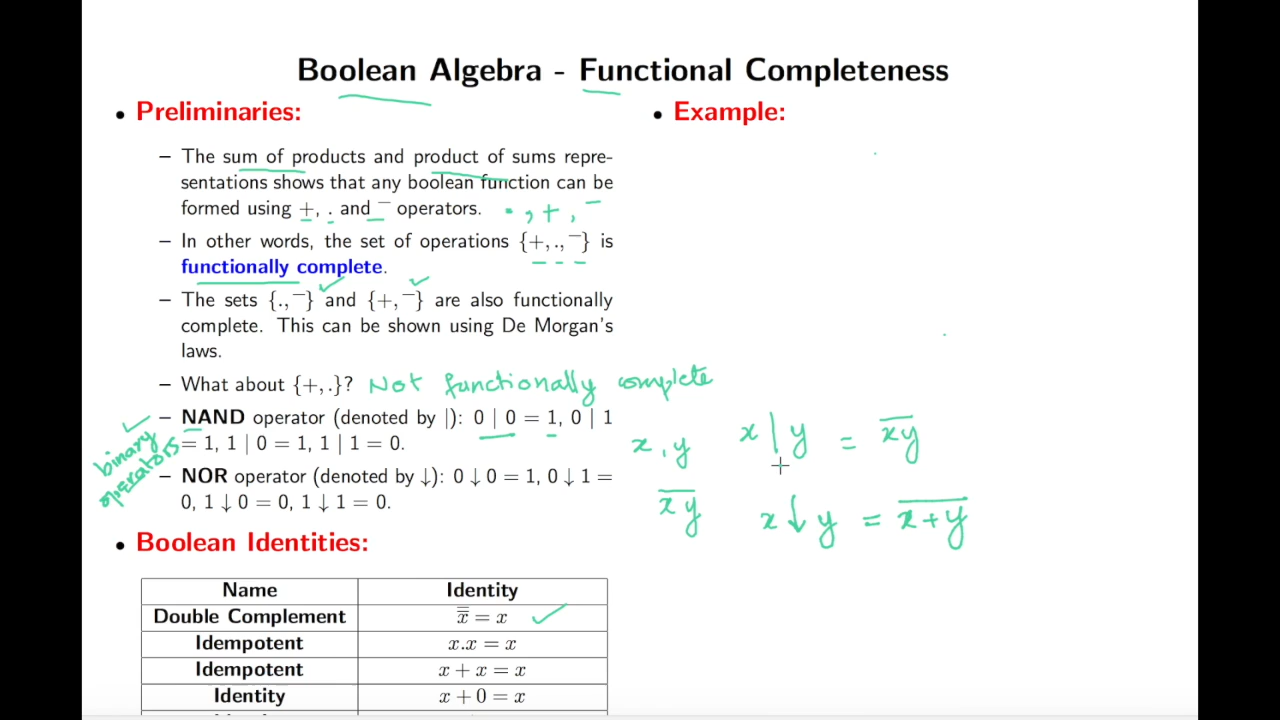 Boolean Algebra - Functional Completeness
• Preliminaries:
– The sum of products and product of sums repre-
sentations shows that any boolean function can be
formed using +, . and ¯ operators. · , + , ¯
– In other words, the set of operations {+,.,¯} is
functionally complete.
– The sets {.,¯} and {+,¯} are also functionally
complete. This can be shown using De Morgan's
laws.
– What about {+,.}? Not functionally complete
– NAND operator (denoted by |): 0 | 0 = 1, 0 | 1
= 1, 1 | 0 = 1, 1 | 1 = 0.
binary
operators
– NOR operator (denoted by ↓): 0 ↓ 0 = 1, 0 ↓ 1 =
0, 1 ↓ 0 = 0, 1 ↓ 1 = 0.
• Boolean Identities:
Name Identity
Double Complement x̿ = x
Idempotent x.x = x
Idempotent x + x = x
Identity x + 0 = x
• Example:
x , y x | y = x̅y̅
x̅y̅ x ↓ y = x̅+̅y̅